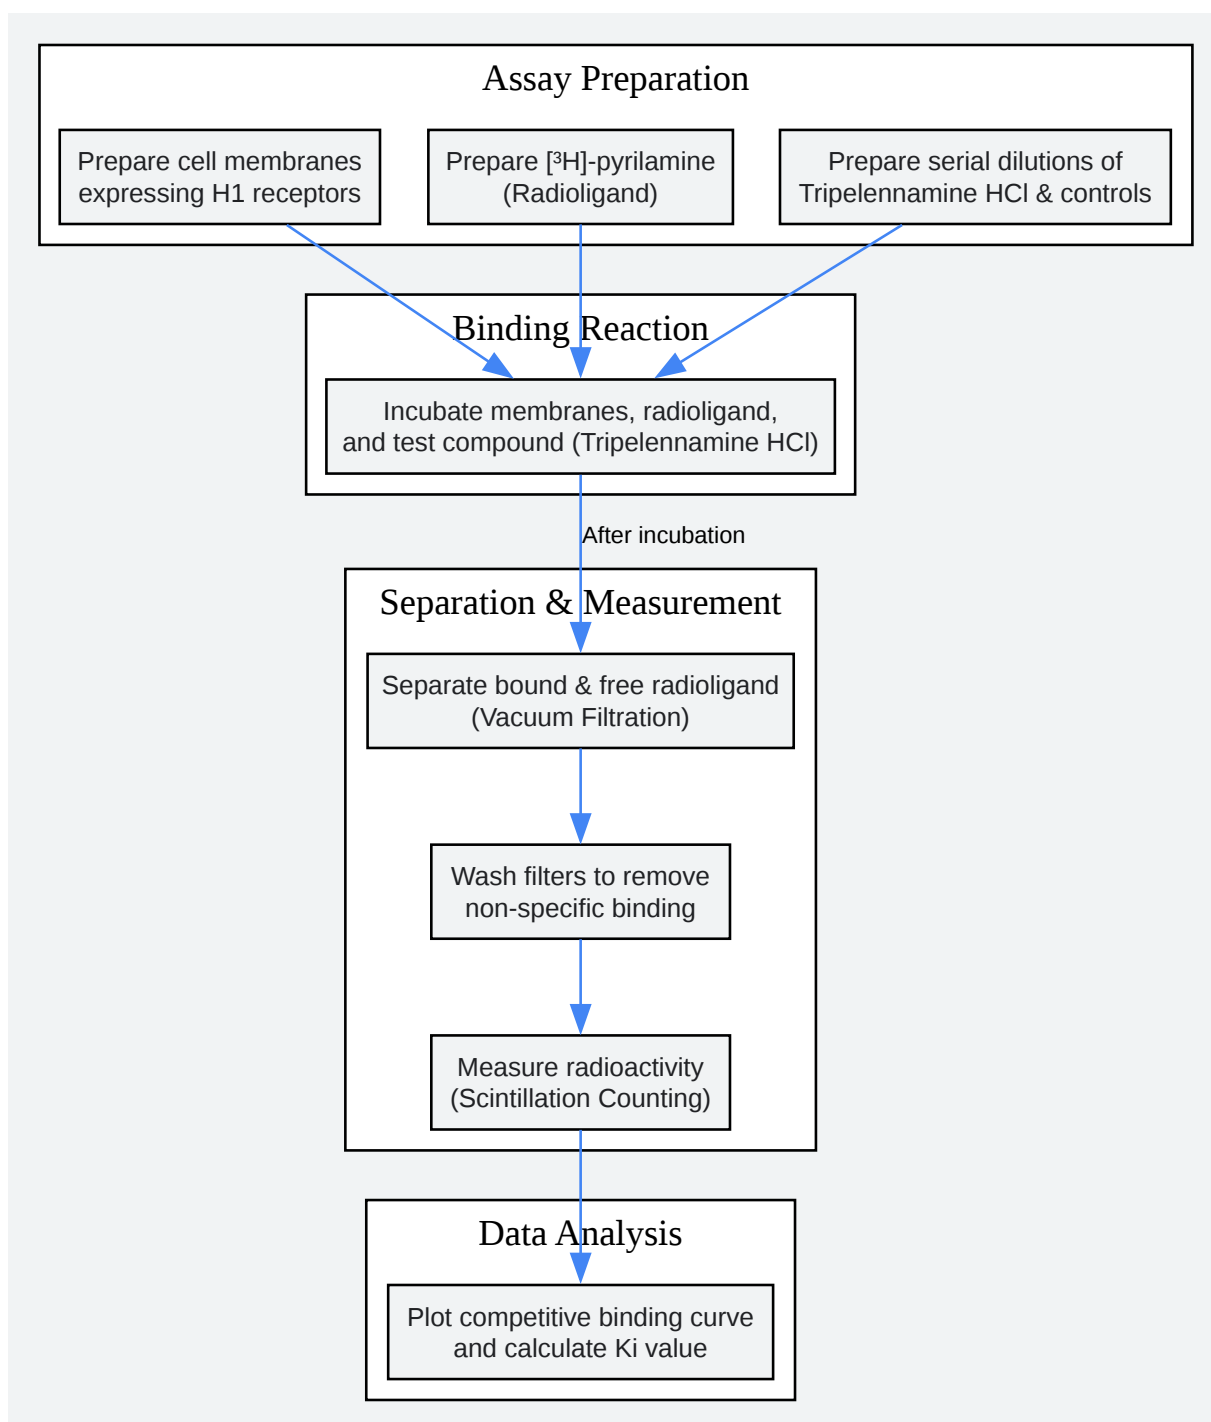 Assay Preparation
Prepare cell membranes
expressing H1 receptors
Prepare [³H]-pyrilamine
(Radioligand)
Prepare serial dilutions of
Tripelennamine HCl & controls
Binding Reaction
Incubate membranes, radioligand,
and test compound (Tripelennamine HCl)
After incubation
Separation & Measurement
Separate bound & free radioligand
(Vacuum Filtration)
Wash filters to remove
non-specific binding
Measure radioactivity
(Scintillation Counting)
Data Analysis
Plot competitive binding curve
and calculate Ki value